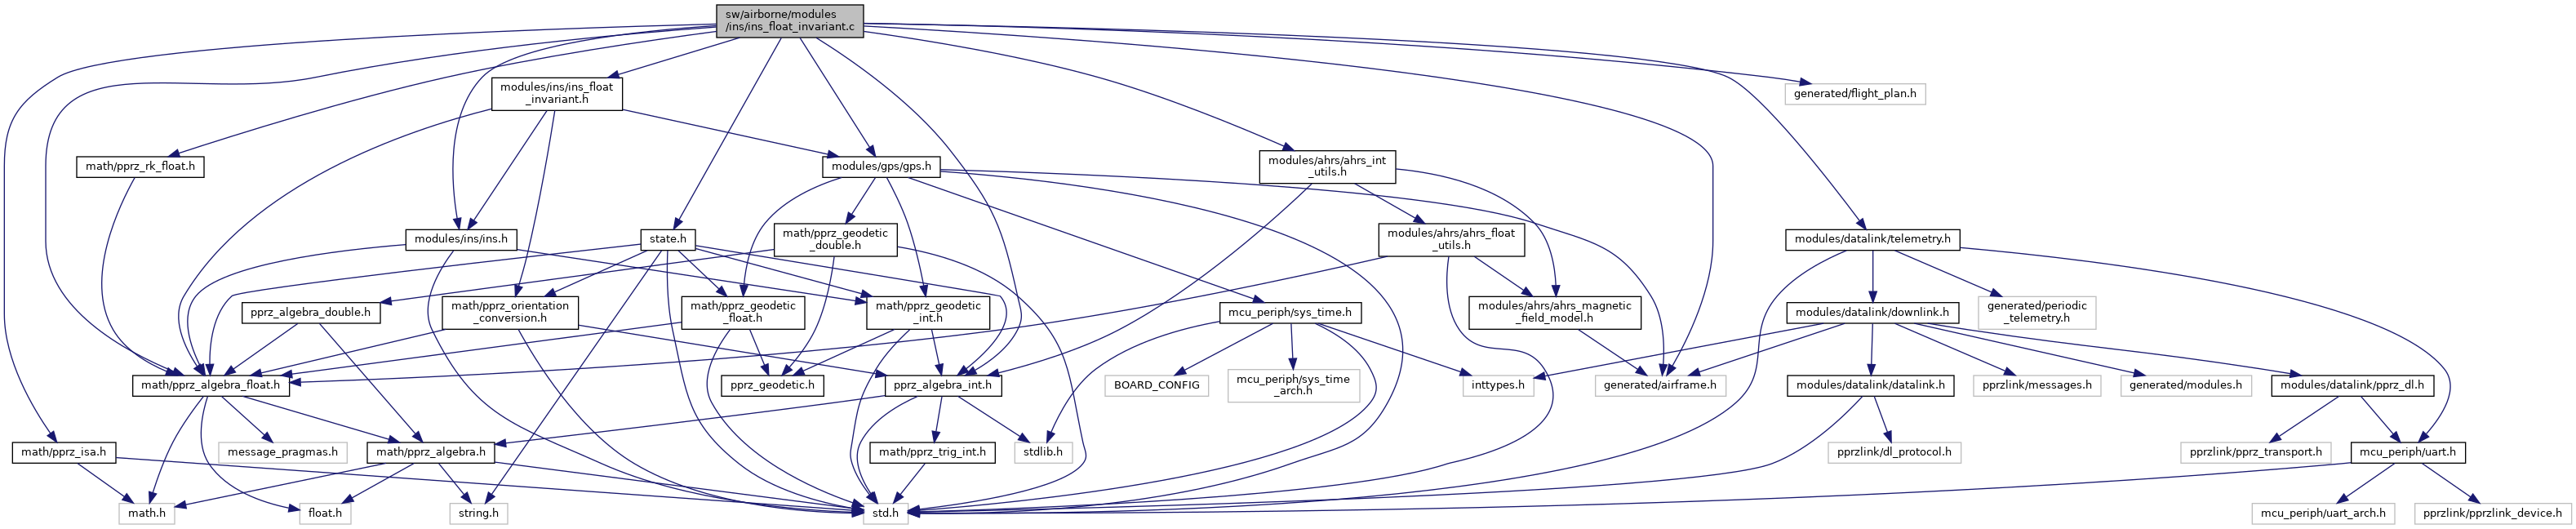 sw/airborne/modules
/ins/ins_float_invariant.c
modules/ins/ins_float
_invariant.h
generated/flight_plan.h
math/pprz_rk_float.h
modules/gps/gps.h
modules/ahrs/ahrs_int
_utils.h
modules/ins/ins.h
state.h
math/pprz_geodetic
_double.h
modules/ahrs/ahrs_float
_utils.h
modules/datalink/telemetry.h
pprz_algebra_double.h
math/pprz_orientation
_conversion.h
math/pprz_geodetic
_float.h
math/pprz_geodetic
_int.h
mcu_periph/sys_time.h
modules/ahrs/ahrs_magnetic
_field_model.h
modules/datalink/downlink.h
generated/periodic
_telemetry.h
math/pprz_algebra_float.h
pprz_geodetic.h
pprz_algebra_int.h
BOARD_CONFIG
mcu_periph/sys_time
_arch.h
inttypes.h
generated/airframe.h
modules/datalink/datalink.h
pprzlink/messages.h
generated/modules.h
modules/datalink/pprz_dl.h
math/pprz_isa.h
message_pragmas.h
math/pprz_algebra.h
math/pprz_trig_int.h
stdlib.h
pprzlink/dl_protocol.h
pprzlink/pprz_transport.h
mcu_periph/uart.h
math.h
float.h
string.h
std.h
mcu_periph/uart_arch.h
pprzlink/pprzlink_device.h